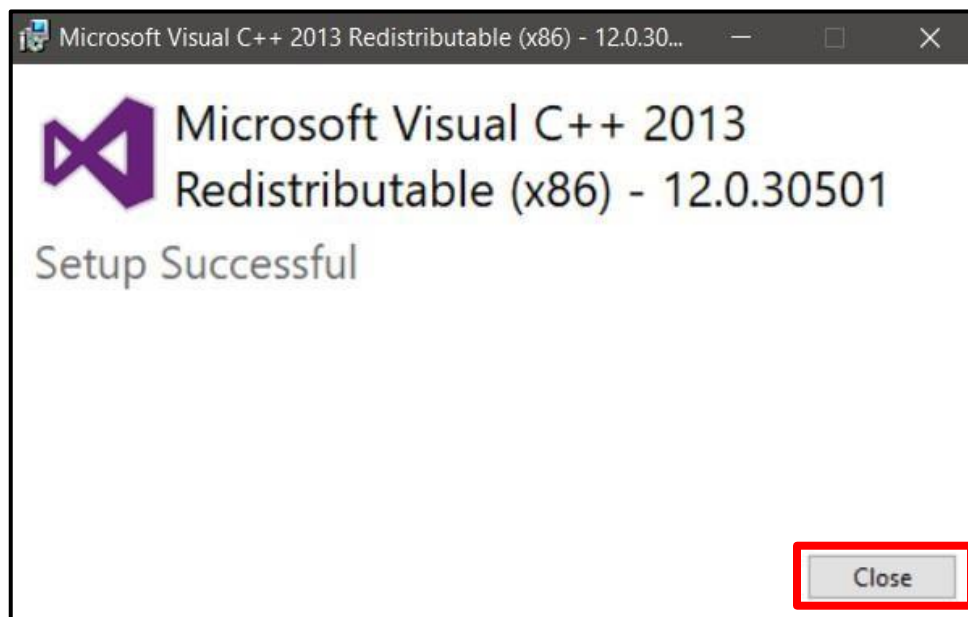 Microsoft Visual C++ 2013 Redistributable (x86) - 12.0.30...
Microsoft Visual C++ 2013
Redistributable (x86) - 12.0.30501
Setup Successful
Close